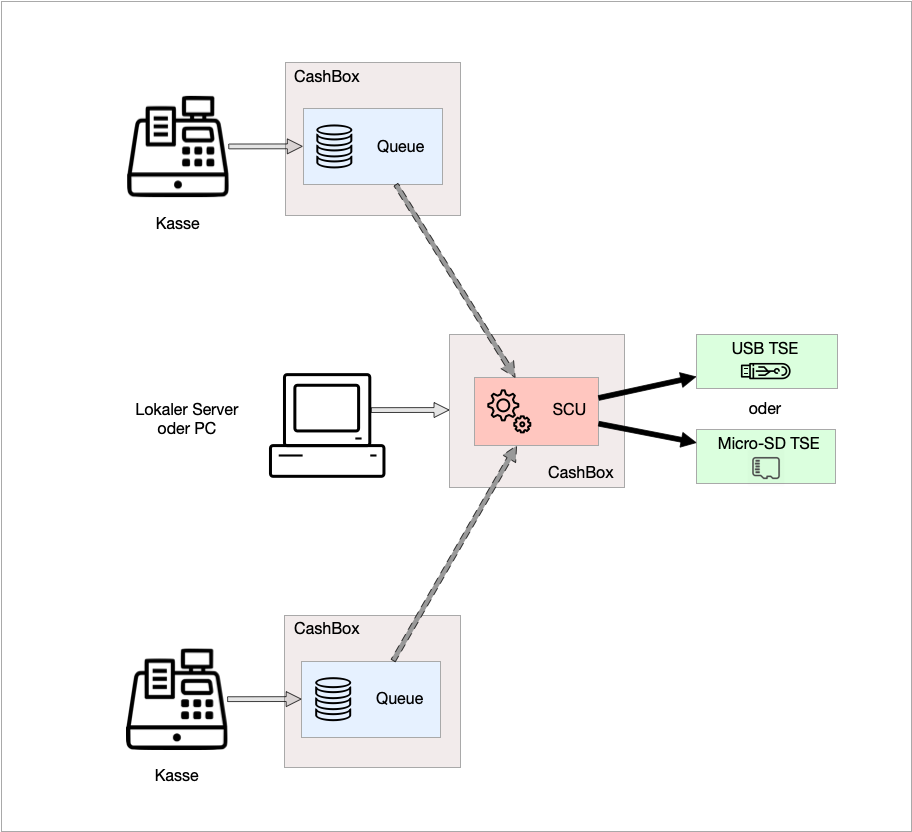 CashBox
Queue
Kasse
Lokaler Server
oder PC
SCU
CashBox
USB TSE
oder
Micro-SD TSE
CashBox
Queue
Kasse